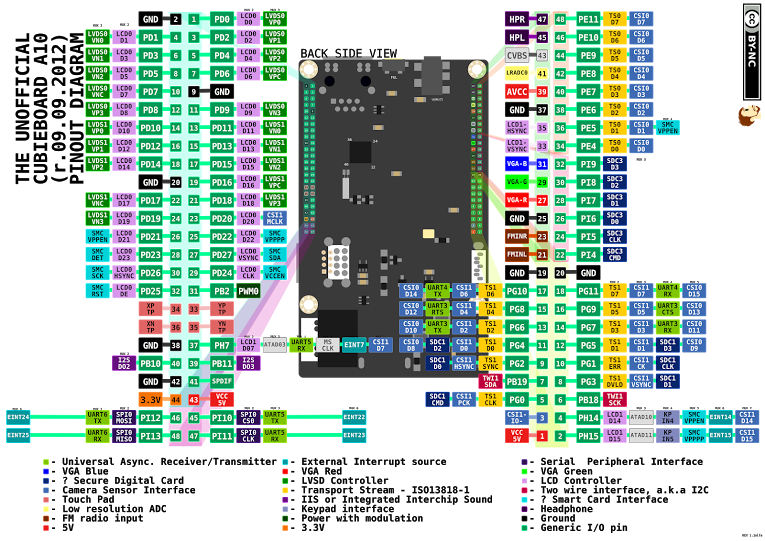 THE UNOFFICIAL
CUBIEBOARD A10
(r.09.09.2012)
PINOUT DIAGRAM
BACK SIDE VIEW
GND 2 1 PD0 LCD0 D0 LVDS0 VP0
LVDS0 VN0 LCD0 D1 PD1 4 3 PD2 LCD0 D2 LVDS0 VP1
LVDS0 VN1 LCD0 D3 PD3 6 5 PD4 LCD0 D4 LVDS0 VP2
LVDS0 VN2 LCD0 D5 PD5 8 7 PD6 LCD0 D6 LVDS0 VPC
LVDS0 VNC LCD0 D7 PD7 10 9 GND
LVDS0 VP3 LCD0 D8 PD8 12 11 PD9 LCD0 D9 LVDS0 VN3
LVDS1 VP0 LCD0 D10 PD10 14 13 PD11 LCD0 D11 LVDS1 VN0
LVDS1 VP1 LCD0 D12 PD12 16 15 PD13 LCD0 D13 LVDS1 VN1
LVDS1 VP2 LCD0 D14 PD14 18 17 PD15 LCD0 D15 LVDS1 VN2
GND 20 19 PD16 LCD0 D16 LVDS1 VPC
LVDS1 VNC LCD0 D17 PD17 22 21 PD18 LCD0 D18 LVDS1 VP3
LVDS1 VN3 LCD0 D19 PD19 24 23 PD20 LCD0 D20 CSI1 MCLK
SMC VPPEN LCD0 D21 PD21 26 25 PD22 LCD0 D22 SMC VPPPP
SMC DET LCD0 D23 PD23 28 27 PD27 LCD0 VSYNC SMC SDA
SMC SCK LCD0 HSYNC PD26 30 29 PD24 LCD0 CLK SMC VCCEN
SMC RST LCD0 DE PD25 32 31 PB2 PWM0
XP TP 34 33 YP TP
XN TP 36 35 YN TP
GND 38 37 PH7 LCD1 D07 ATAD03 UART5 RX MS CLK EINT7 CSI1 D7
I2S DO2 PB10 40 39 PB11 I2S DO3
GND 42 41 SPDIF
3.3V 44 43 VCC 5V
EINT24 UART6 TX SPI0 MOSI PI12 46 45 PI10 SPI0 CS0 UART5 TX EINT22
EINT25 UART6 RX SPI0 MISO PI13 48 47 PI11 SPI0 CLK UART5 RX EINT23
HPR 47 48 PE11 TS0 D7 CSI0 D7
HPL 45 46 PE10 TS0 D6 CSI0 D6
CVBS 43 44 PE9 TS0 D5 CSI0 D5
LRADC0 41 42 PE8 TS0 D4 CSI0 D4
AVCC 39 40 PE7 TS0 D3 CSI0 D3
GND 37 38 PE6 TS0 D2 CSI0 D2
LCD1- HSYNC 35 36 PE5 TS0 D1 CSI0 D1 SMC VPPEN
LCD1- VSYNC 33 34 PE4 TS0 D0 CSI0 D0
VGA-B 31 32 PI9 SDC3 D3
VGA-G 29 30 PI8 SDC3 D2
VGA-R 27 28 PI7 SDC3 D1
GND 25 26 PI6 SDC3 D0
FMINR 23 24 PI5 SDC3 CLK
FMINL 21 22 PI4 SDC3 CMD
GND 19 20 GND
CSI0 D14 UART4 TX CSI1 D6 TS1 D6 PG10 17 18 PG11 TS1 D7 CSI1 D7 UART4 RX CSI0 D15
CSI0 D12 UART3 RTS CSI1 D4 TS1 D4 PG8 15 16 PG9 TS1 D5 CSI1 D5 UART3 CTS CSI0 D13
CSI0 D10 UART3 TX CSI1 D2 TS1 D2 PG6 13 14 PG7 TS1 D3 CSI1 D3 UART3 RX CSI0 D11
CSI0 D8 SDC1 D2 CSI1 D0 TS1 D0 PG4 11 12 PG5 TS1 D1 CSI1 D1 SDC1 D3 CSI0 D9
SDC1 D0 CSI1 HSYNC TS1 SYNC PG2 9 10 PG1 TS1 ERR CSI1 CK SDC1 CLK
TWI1 SDA PB19 7 8 PG3 TS1 DVLD CSI1 VSYNC SDC1 D1
SDC1 CMD CSI1 PCK TS1 CLK PG0 5 6 PB18 TWI1 SCK
CSI1- IO- 3 4 PH14 LCD1 D14 ATAD10 KP IN4 SMC VPPEN EINT14 CSI1 D14
VCC 5V 1 2 PH15 LCD1 D15 ATAD11 KP IN5 SMC VPPPP EINT15 CSI1 D15
- Universal Async. Receiver/Transmitter
- VGA Blue
- ? Secure Digital Card
- Camera Sensor Interface
- Touch Pad
- Low resolution ADC
- FM radio input
- 5V
- External Interrupt source
- VGA Red
- LVSD Controller
- Transport Stream - ISO13818-1
- IIS or Integrated Interchip Sound
- Keypad interface
- Power with modulation
- 3.3V
- Serial Peripheral Interface
- VGA Green
- LCD Controller
- Two wire interface, a.k.a I2C
- ? Smart Card Interface
- Headphone
- Ground
- Generic I/O pin
cc BY-NC